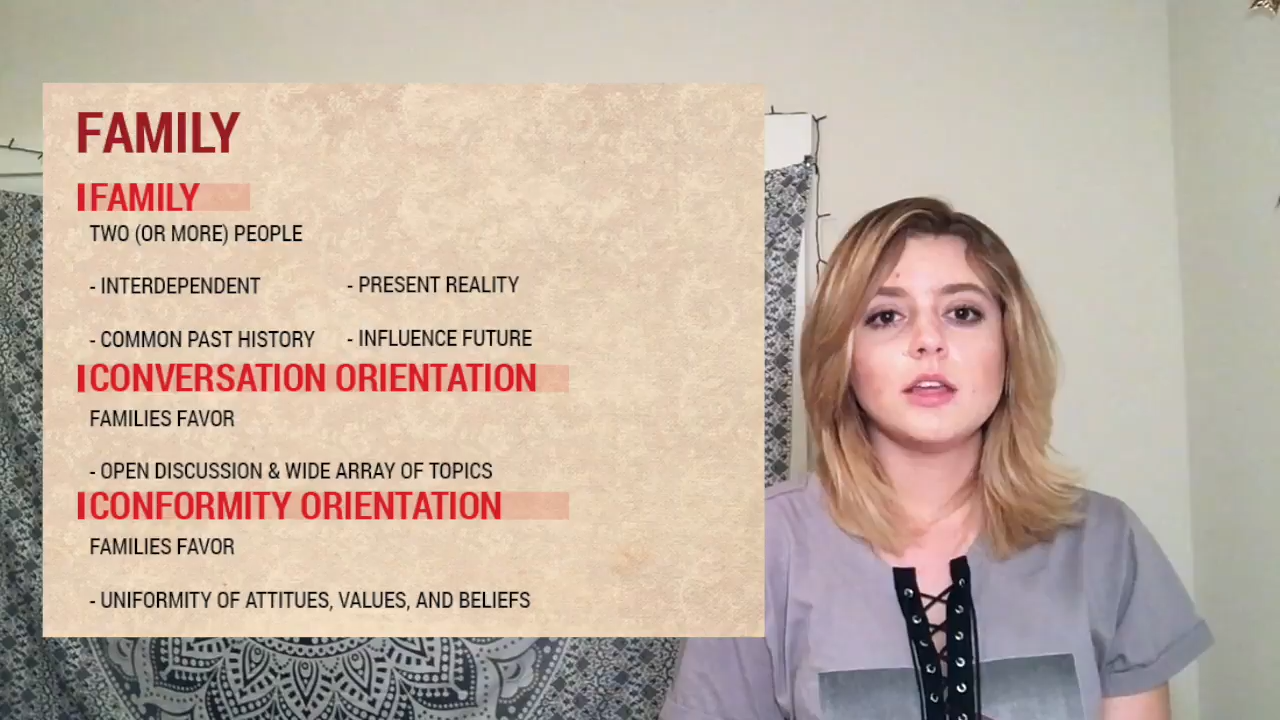 FAMILY
FAMILY
TWO (OR MORE) PEOPLE
- INTERDEPENDENT - PRESENT REALITY
- COMMON PAST HISTORY - INFLUENCE FUTURE
CONVERSATION ORIENTATION
FAMILIES FAVOR
- OPEN DISCUSSION & WIDE ARRAY OF TOPICS
CONFORMITY ORIENTATION
FAMILIES FAVOR
- UNIFORMITY OF ATTITUES, VALUES, AND BELIEFS